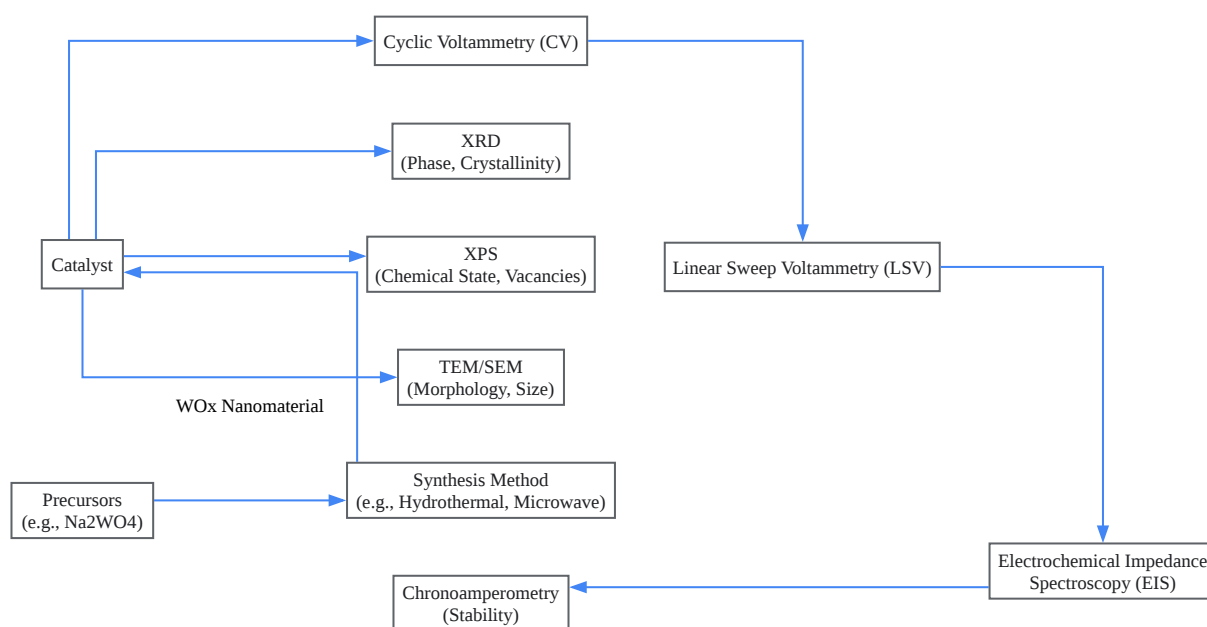 Cyclic Voltammetry (CV)
XRD
(Phase, Crystallinity)
Catalyst
XPS
(Chemical State, Vacancies)
Linear Sweep Voltammetry (LSV)
TEM/SEM
(Morphology, Size)
WOx Nanomaterial
Precursors
(e.g., Na2WO4)
Synthesis Method
(e.g., Hydrothermal, Microwave)
Electrochemical Impedance
Spectroscopy (EIS)
Chronoamperometry
(Stability)